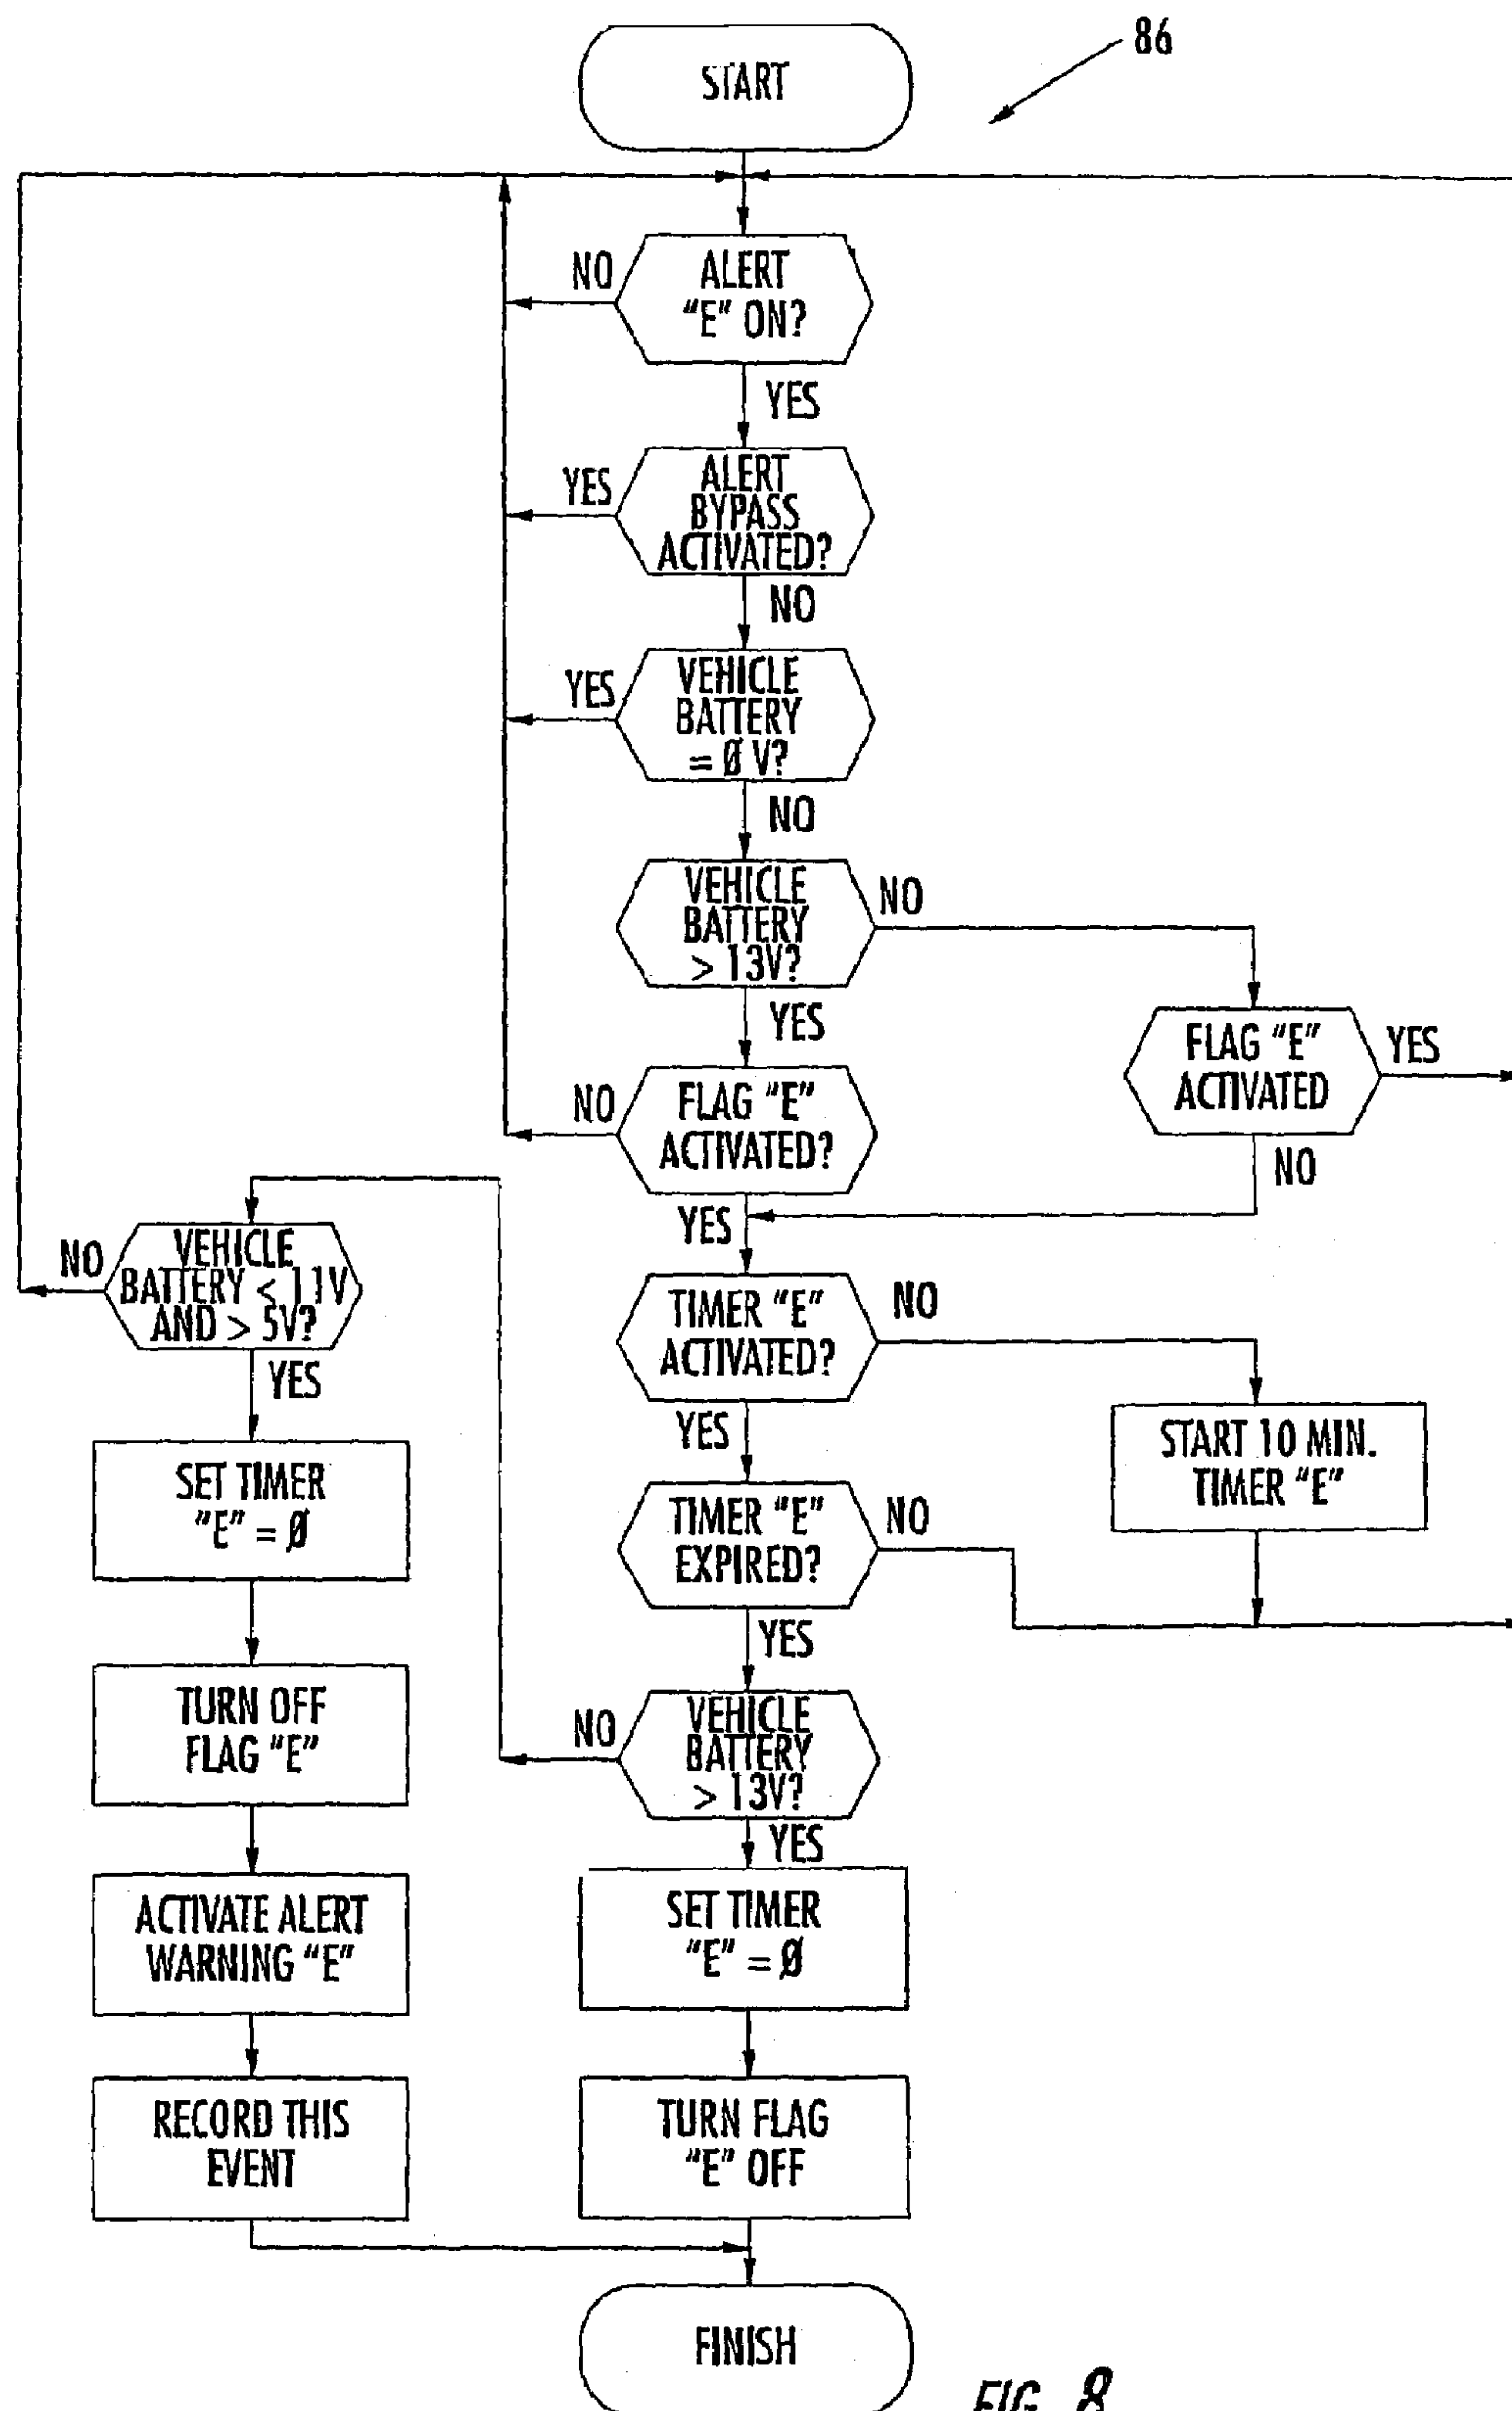 86
START
ALERT
"E" ON?
NO
YES
ALERT
BYPASS
ACTIVATED?
YES
NO
VEHICLE
BATTERY
= Ø V?
YES
NO
VEHICLE
BATTERY
> 13V?
NO
YES
FLAG "E"
ACTIVATED
YES
NO
FLAG "E"
ACTIVATED?
NO
YES
VEHICLE
BATTERY < 11V
AND > 5V?
NO
YES
TIMER "E"
ACTIVATED?
NO
YES
START 10 MIN.
TIMER "E"
SET TIMER
"E" = Ø
TIMER "E"
EXPIRED?
NO
YES
TURN OFF
FLAG "E"
VEHICLE
BATTERY
> 13V?
NO
YES
ACTIVATE ALERT
WARNING "E"
SET TIMER
"E" = Ø
RECORD THIS
EVENT
TURN FLAG
"E" OFF
FINISH
FIG. 8